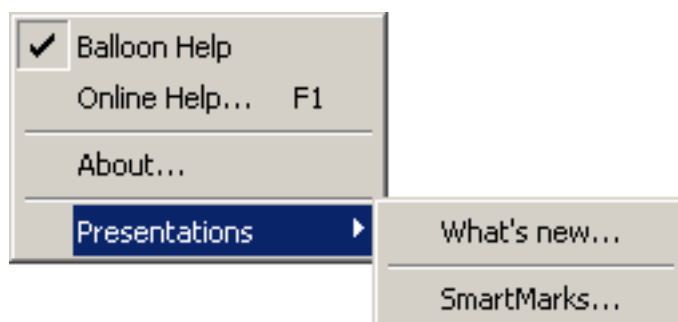 Balloon Help
Online Help... F1
About...
Presentations
What's new...
SmartMarks...